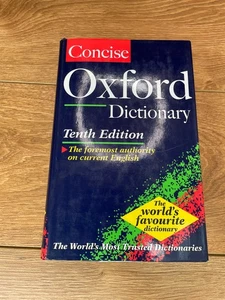 Concise
Oxford
Dictionary
Tenth Edition
The foremost authority
on current English
The
world's
favourite
dictionary
The World's Most Trusted Dictionaries